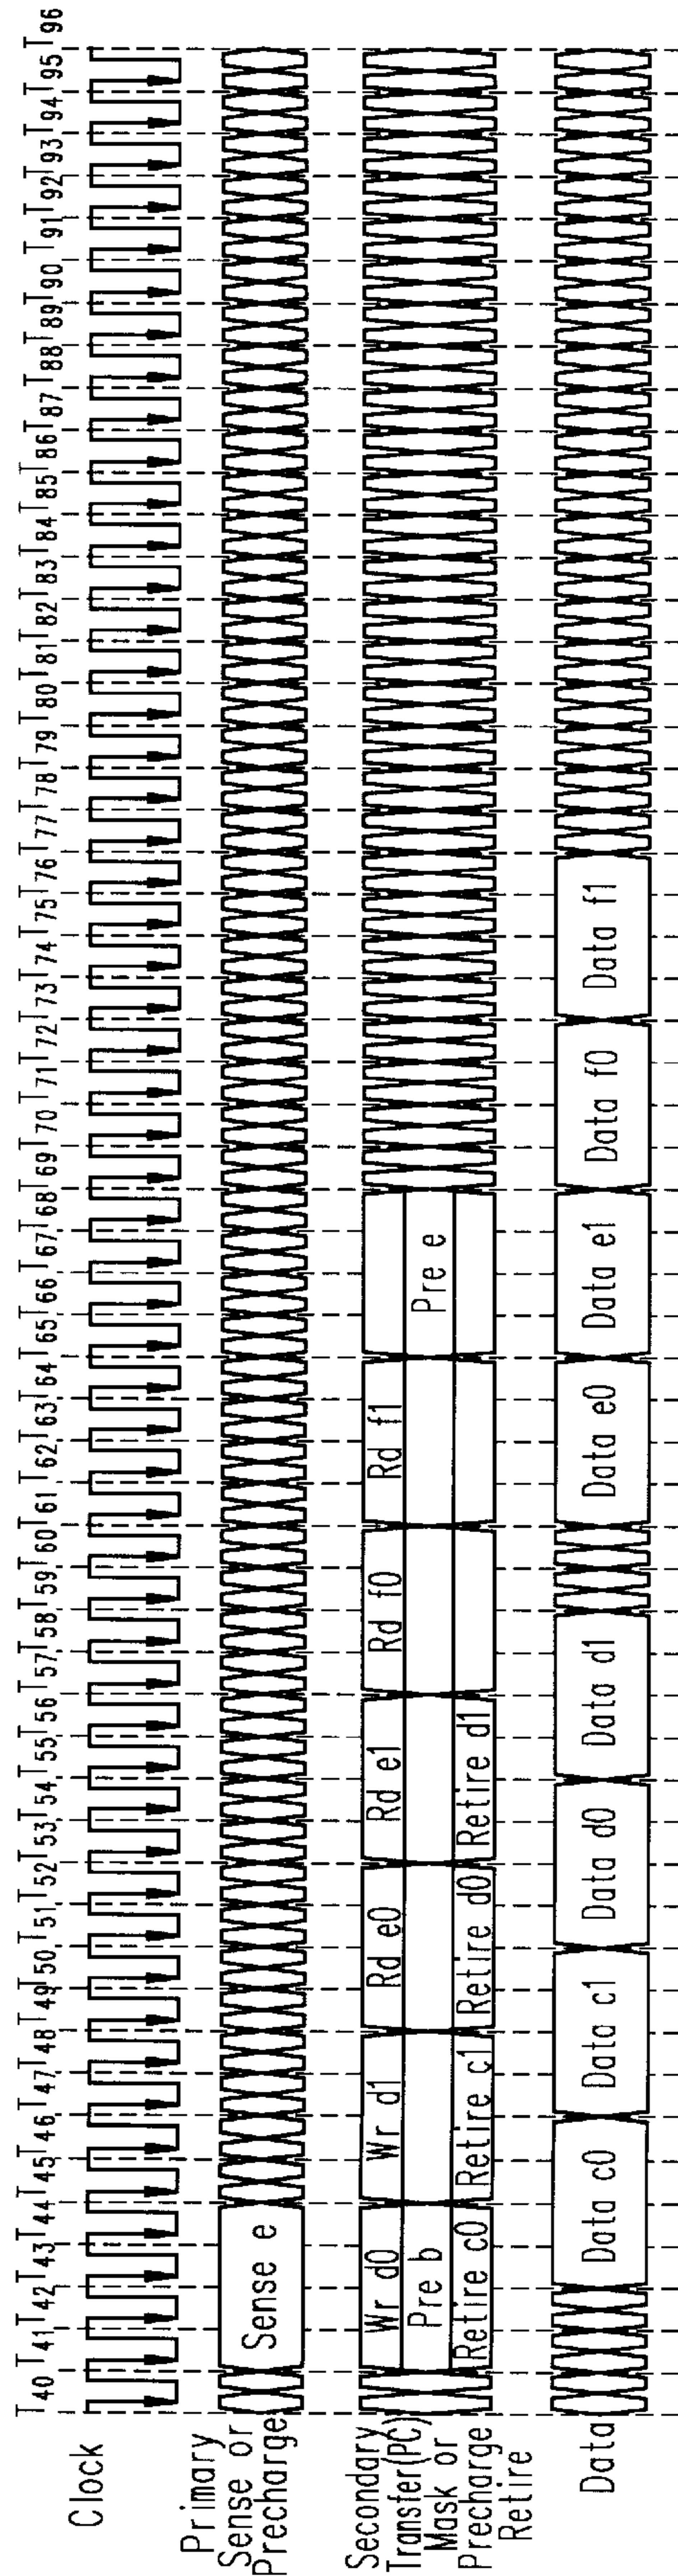 T40 T41 T42 T43 T44 T45 T46 T47 T48 T49 T50 T51 T52 T53 T54 T55 T56 T57 T58 T59 T60 T61 T62 T63 T64 T65 T66 T67 T68 T69 T70 T71 T72 T73 T74 T75 T76 T77 T78 T79 T80 T81 T82 T83 T84 T85 T86 T87 T88 T89 T90 T91 T92 T93 T94 T95 T96
Clock
Primary
Sense or
Precharge
Sense e
Secondary
Transfer(PC)
Mask or
Precharge
Retire
Wr d0 Wr d1 Rd e0 Rd e1 Rd f0 Rd f1
Pre b Pre e
Retire c0 Retire c1 Retire d0 Retire d1
Data
Data c0 Data c1 Data d0 Data d1 Data e0 Data e1 Data f0 Data f1